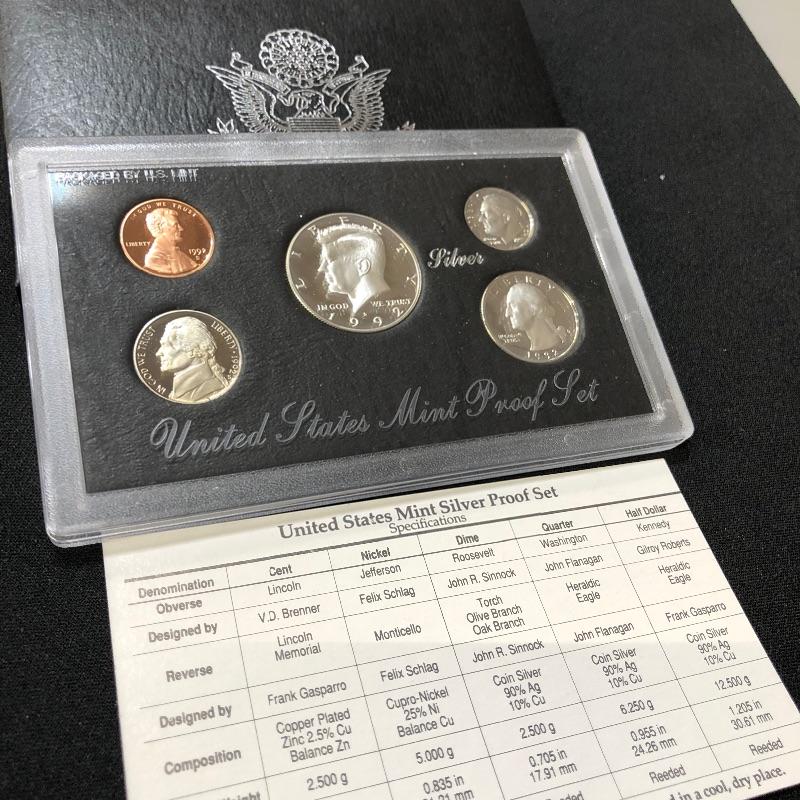 PACKAGED BY U.S. MINT
IN GOD WE TRUST
LIBERTY
1992
S
LIBERTY
IN GOD WE TRUST
1992
Silver
LIBERTY
1992
IN GOD WE TRUST
LIBERTY
1992
United States Mint Proof Set
United States Mint Silver Proof Set
Specifications
Denomination Cent Nickel Dime Quarter Half Dollar
Obverse Lincoln Jefferson Roosevelt Washington Kennedy
Designed by V.D. Brenner Felix Schlag John R. Sinnock John Flanagan Gilroy Roberts
Reverse Lincoln Memorial Monticello Torch Olive Branch Oak Branch Heraldic Eagle Heraldic Eagle
Designed by Frank Gasparro Felix Schlag John R. Sinnock John Flanagan Frank Gasparro
Composition Copper Plated Zinc 2.5% Cu Balance Zn Cupro-Nickel 25% Ni Balance Cu Coin Silver 90% Ag 10% Cu Coin Silver 90% Ag 10% Cu Coin Silver 90% Ag 10% Cu
2.500 g 5.000 g 2.500 g 6.250 g 12.500 g
0.835 in 0.705 in 17.91 mm 0.955 in 24.26 mm 1.205 in 30.61 mm
Reeded Reeded
in a cool, dry place.